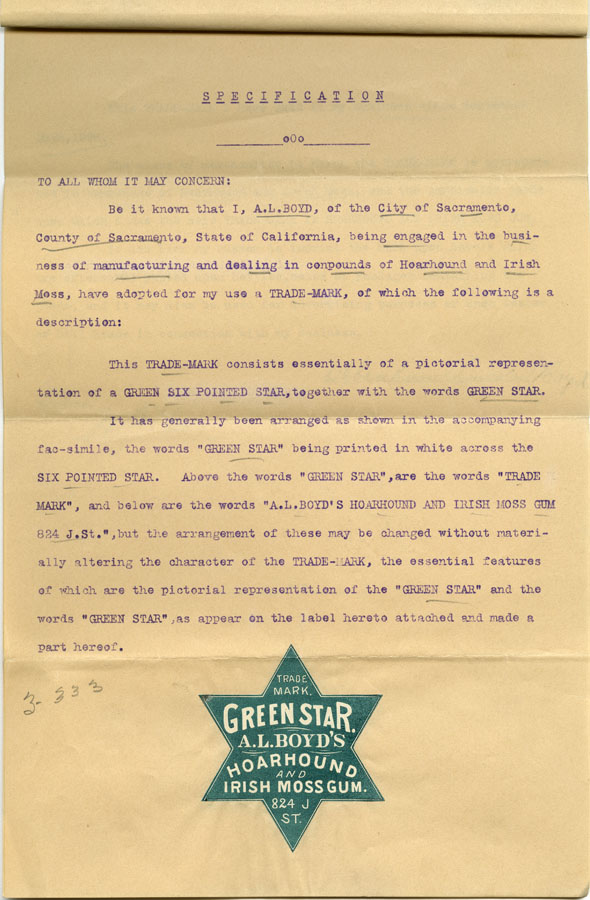 SPECIFICATION
oOo
TO ALL WHOM IT MAY CONCERN:
Be it known that I, A.L.BOYD, of the City of Sacramento,
County of Sacramento, State of California, being engaged in the busi-
ness of manufacturing and dealing in conpounds of Hoarhound and Irish
Moss, have adopted for my use a TRADE-MARK, of which the following is a
description:
This TRADE-MARK consists essentially of a pictorial represen-
tation of a GREEN SIX POINTED STAR,together with the words GREEN STAR.
It has generally been arranged as shown in the accompanying
fac-simile, the words "GREEN STAR" being printed in white across the
SIX POINTED STAR. Above the words "GREEN STAR",are the words "TRADE
MARK", and below are the words "A.L.BOYD'S HOARHOUND AND IRISH MOSS GUM
824 J.St.",but the arrangement of these may be changed without materi-
ally altering the character of the TRADE-MARK, the essential features
of which are the pictorial representation of the "GREEN STAR" and the
words "GREEN STAR",as appear on the label hereto attached and made a
part hereof.
3-333
TRADE
MARK.
GREEN STAR.
A.L.BOYD'S
HOARHOUND
AND
IRISH MOSS GUM.
824 J
ST.